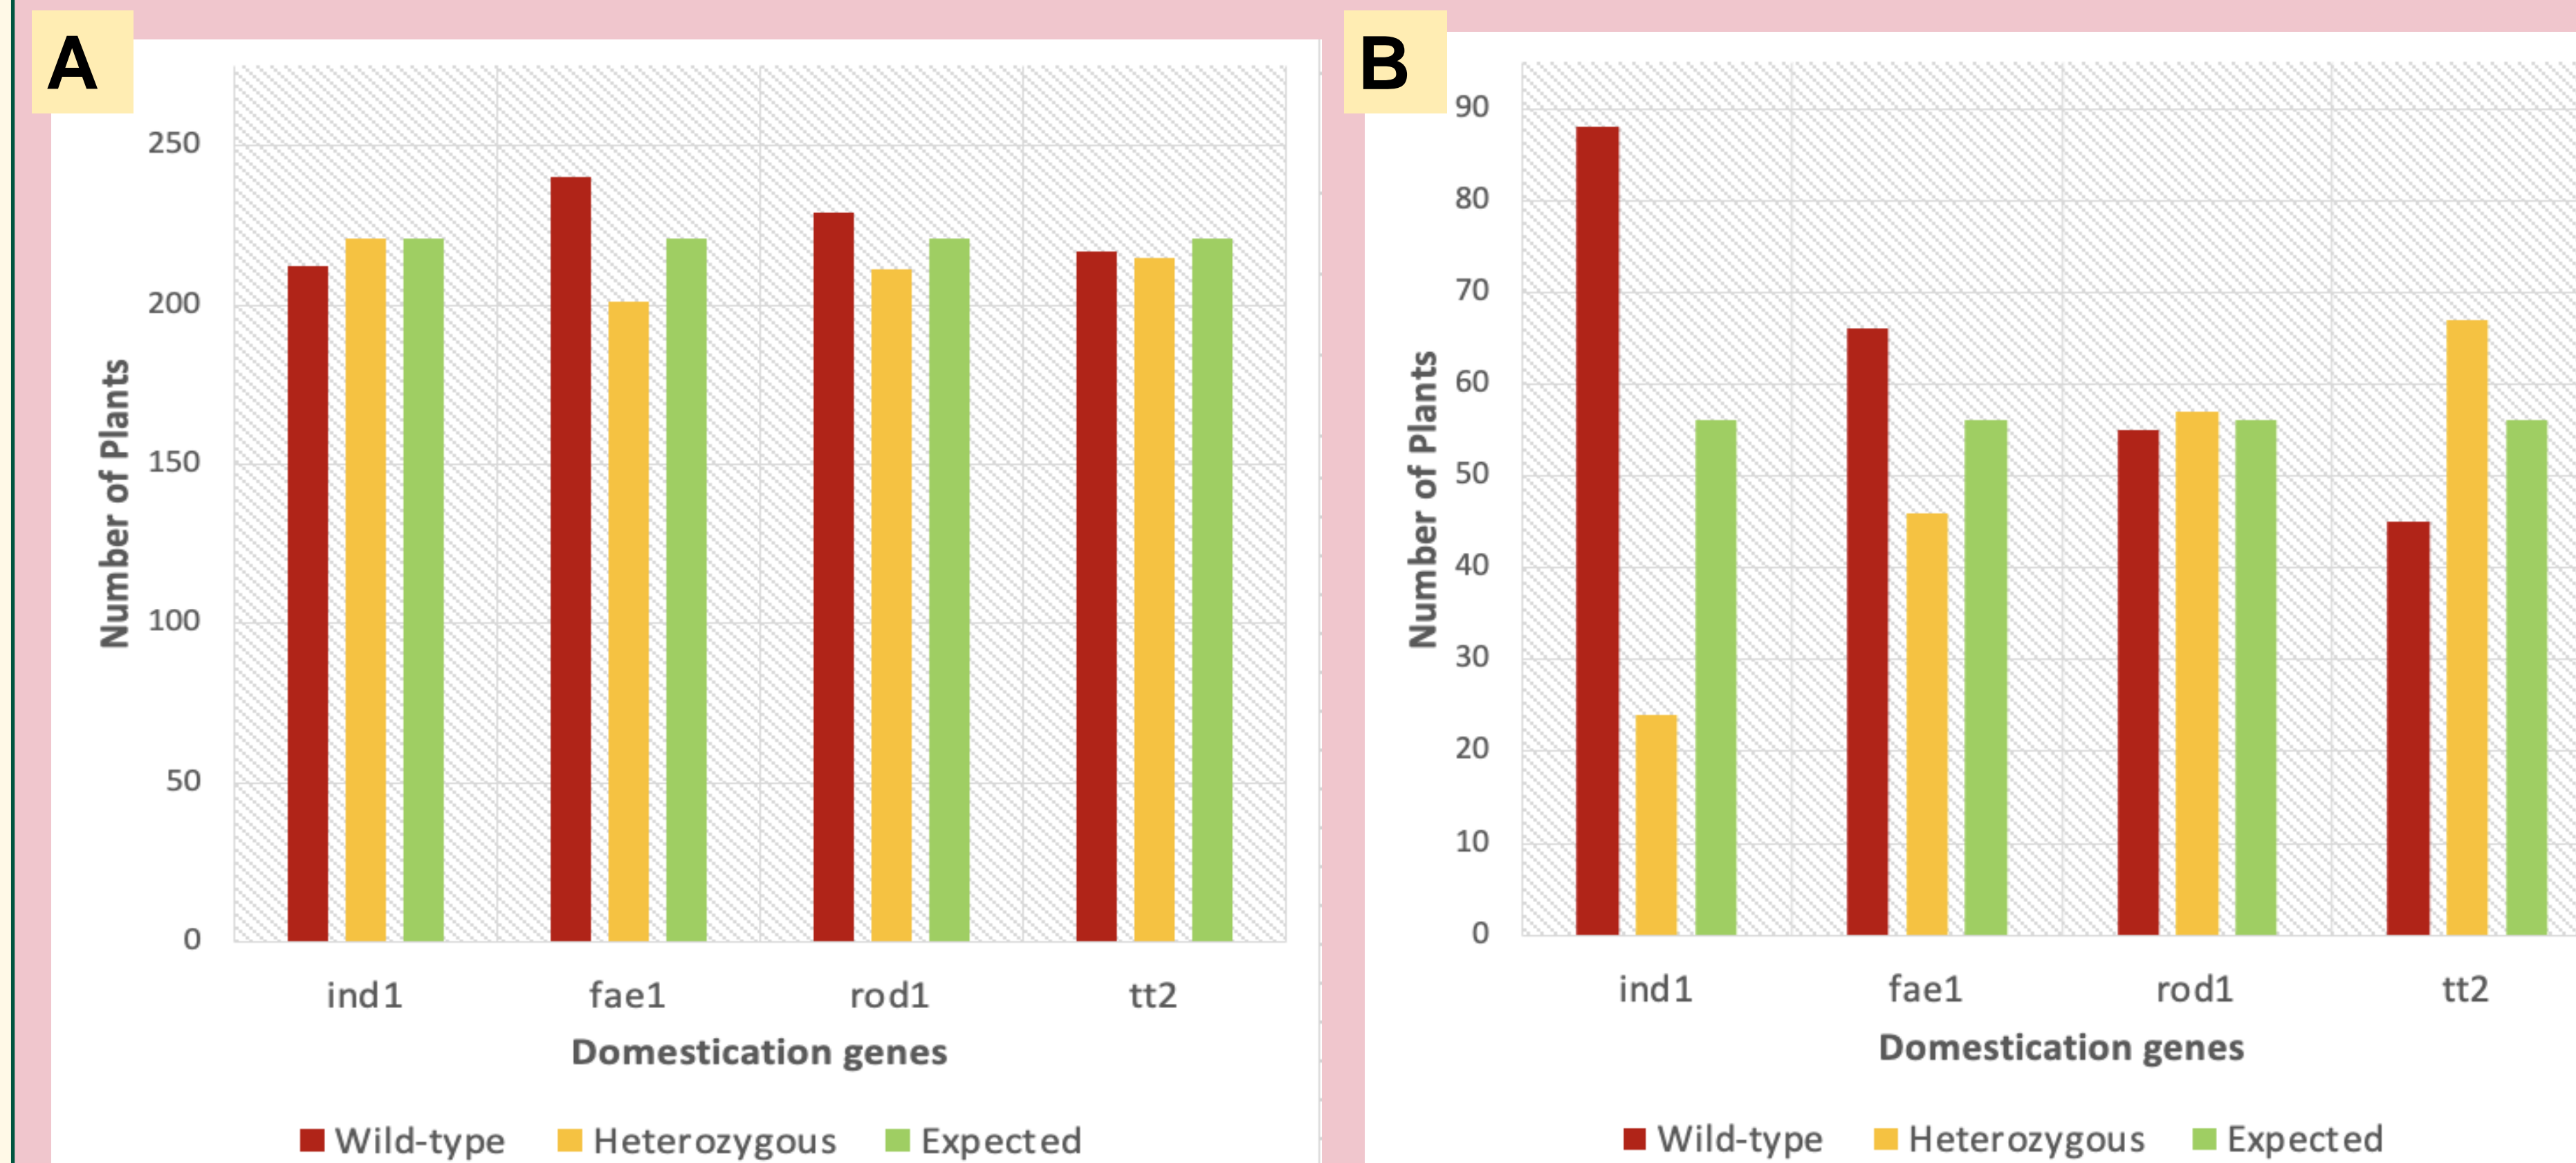 A
250
200
150
100
50
0
Number of Plants
ind1 fae1 rod1 tt2
Domestication genes
Wild-type Heterozygous Expected
B
90
80
70
60
50
40
30
20
10
0
Number of Plants
ind1 fae1 rod1 tt2
Domestication genes
Wild-type Heterozygous Expected